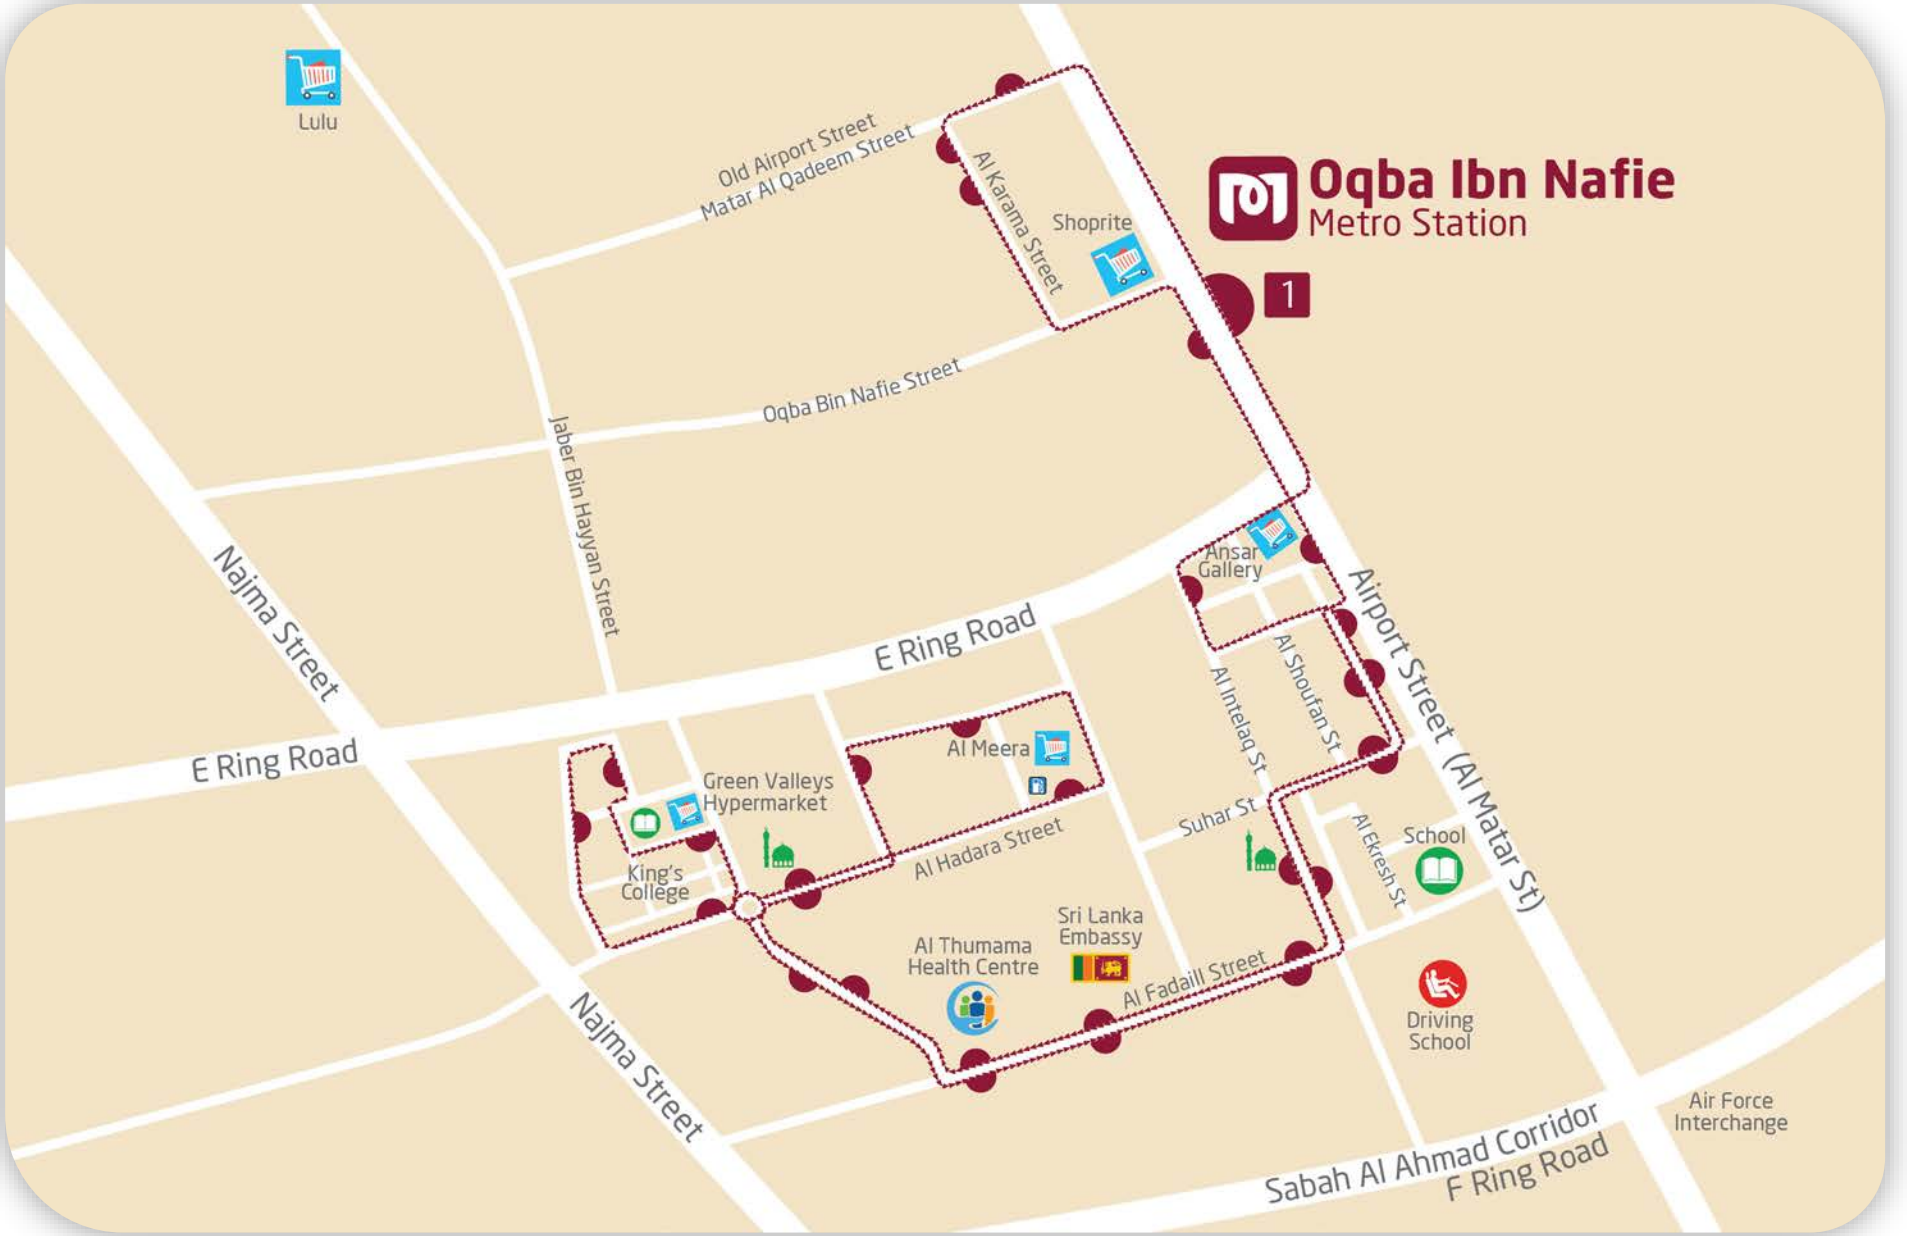 Lulu
Old Airport Street
Matar Al Qadeem Street
Al Karama Street
Shoprite
Oqba Ibn Nafie
Metro Station
1
Oqba Bin Nafie Street
Jaber Bin Hayyan Street
Najma Street
Ansar
Gallery
Airport Street (Al Matar St)
E Ring Road
Al Shoufan St
Al Intelaq St
E Ring Road
Al Meera
Green Valleys
Hypermarket
Suhar St
Al Ekresh St
School
Al Hadara Street
King's
College
Sri Lanka
Embassy
Al Thumama
Health Centre
Al Fadaill Street
Driving
School
Najma Street
Air Force
Interchange
Sabah Al Ahmad Corridor
F Ring Road